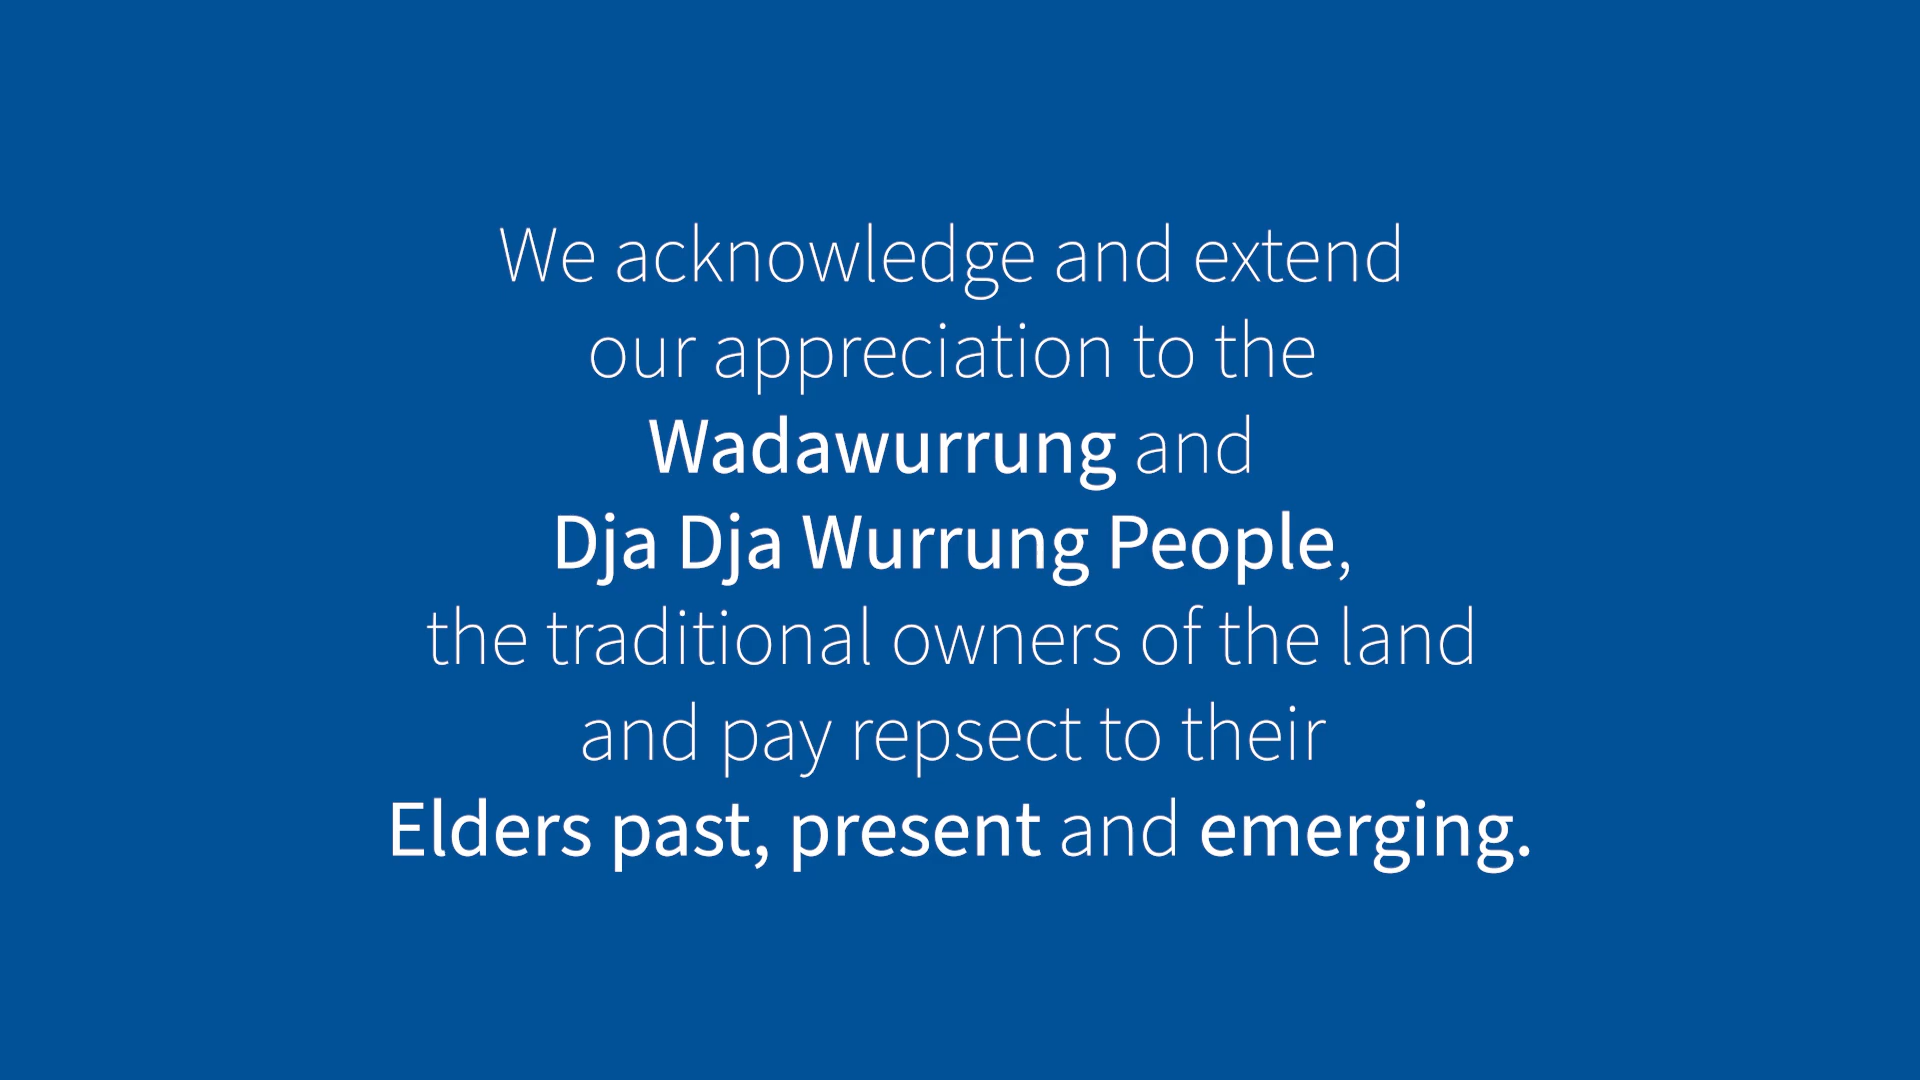 We acknowledge and extend
our appreciation to the
Wadawurrung and
Dja Dja Wurrung People,
the traditional owners of the land
and pay repsect to their
Elders past, present and emerging.